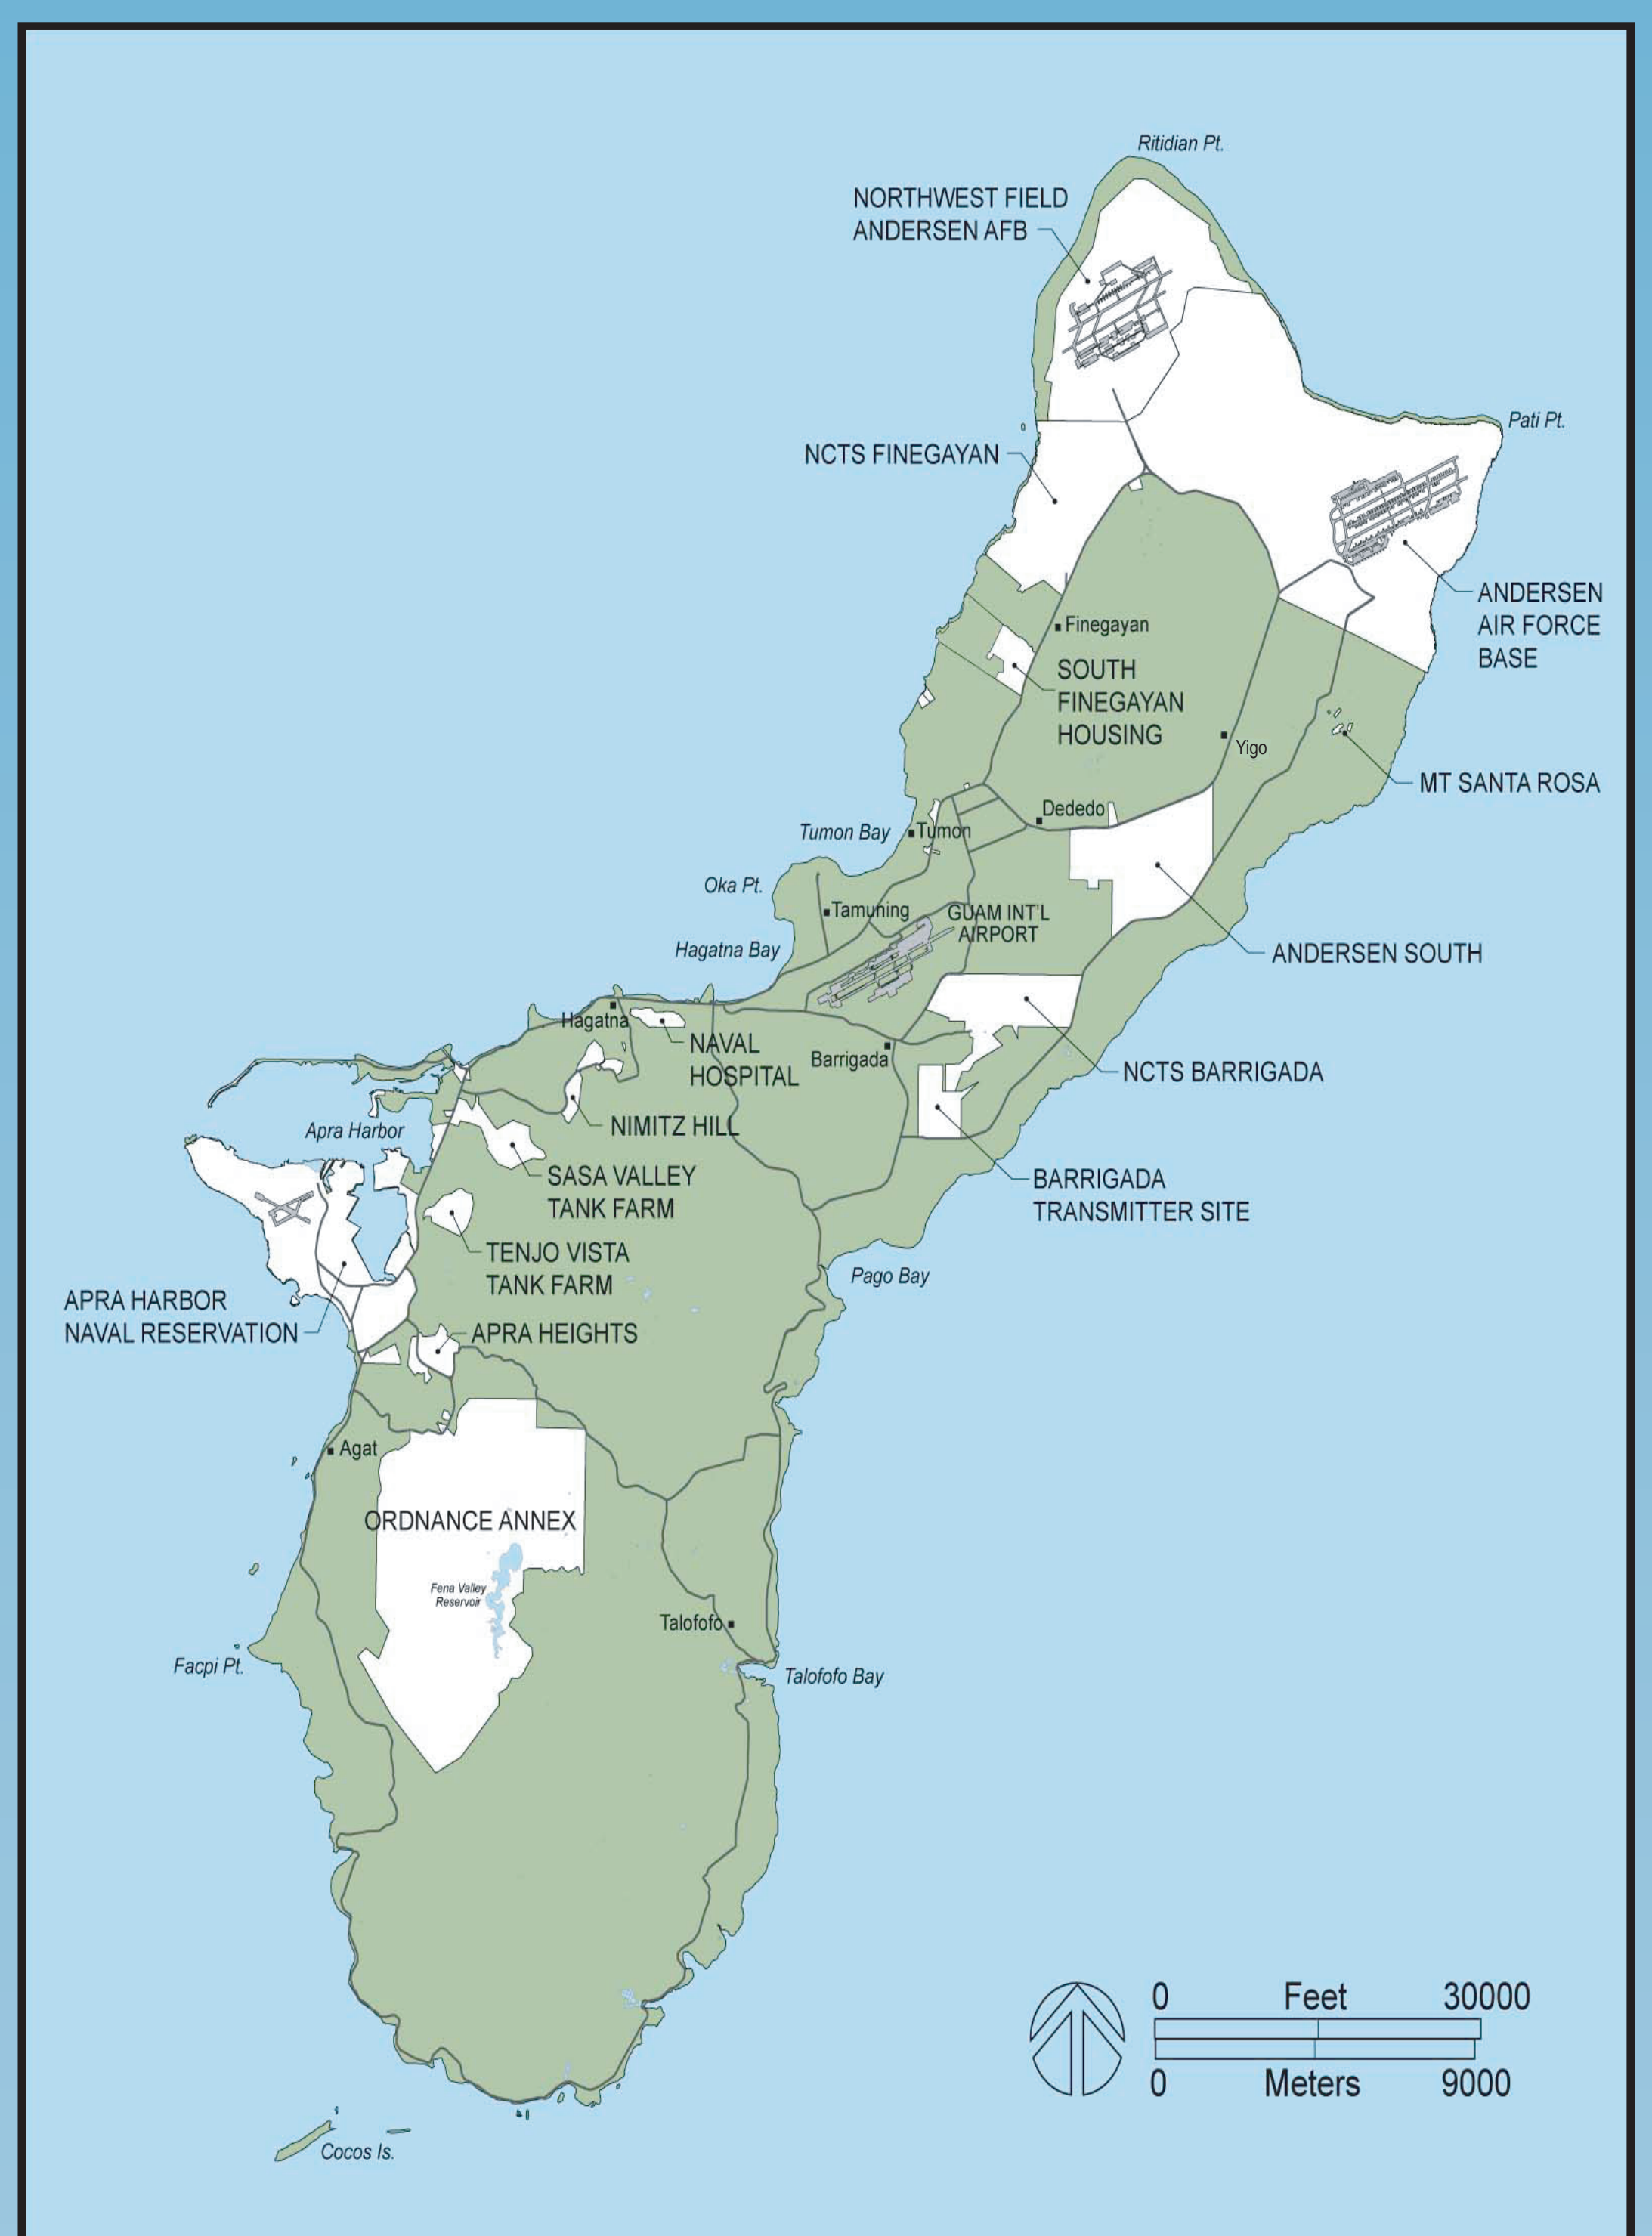 Ritidian Pt.
NORTHWEST FIELD
ANDERSEN AFB
Pati Pt.
NCTS FINEGAYAN
ANDERSEN
AIR FORCE
BASE
Finegayan
SOUTH
FINEGAYAN
HOUSING
Yigo
MT SANTA ROSA
Dededo
Tumon Bay
Tumon
Oka Pt.
Tamuning
GUAM INT'L
AIRPORT
Hagatna Bay
ANDERSEN SOUTH
Hagatna
NAVAL
HOSPITAL
Barrigada
NCTS BARRIGADA
Apra Harbor
NIMITZ HILL
SASA VALLEY
TANK FARM
BARRIGADA
TRANSMITTER SITE
TENJO VISTA
TANK FARM
Pago Bay
APRA HARBOR
NAVAL RESERVATION
APRA HEIGHTS
Agat
ORDNANCE ANNEX
Fena Valley
Reservoir
Talofofo
Facpi Pt.
Talofofo Bay
0 Feet 30000
0 Meters 9000
Cocos Is.